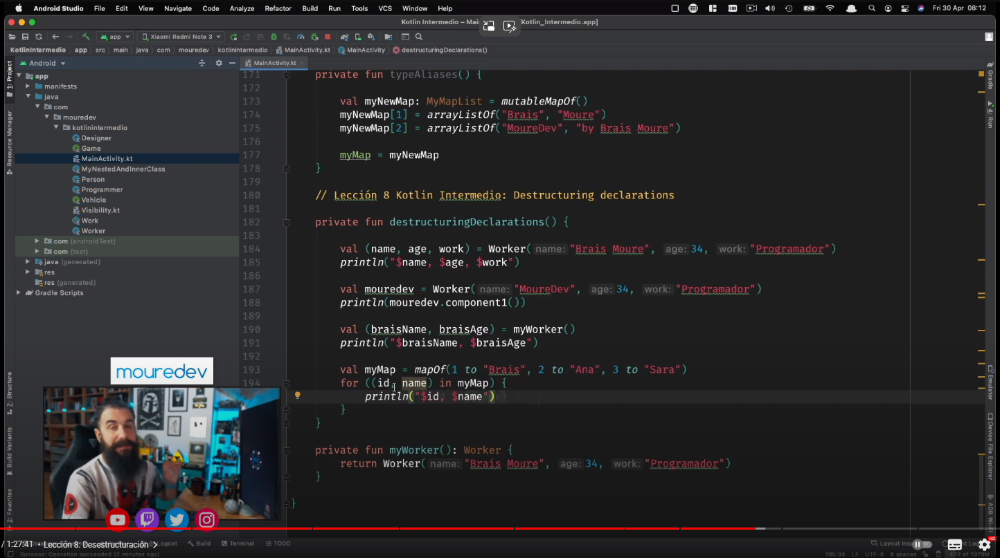 Android Studio File Edit View Navigate Code Analyze Refactor Build Run Tools VCS Window Help Fri 30 Apr 08:12
Kotlin Intermedio – Mai Kotlin_Intermedio.app]
app Xiaomi Redmi Note 3
KotlinIntermedio app src main java com mouredev kotlinintermedio MainActivity.kt MainActivity destructuringDeclarations()
Android MainActivity.kt
1: Project
Resource Manager
Z: Structure
Build Variants
2: Favorites
app
manifests
java
com
mouredev
kotlinintermedio
Designer
Game
MainActivity.kt
MyNestedAndInnerClass
Person
Programmer
Vehicle
Visibility.kt
Work
Worker
com (androidTest)
com (test)
java (generated)
res
res (generated)
Gradle Scripts
171 private fun typeAliases() {
172
173 val myNewMap: MyMapList = mutableMapOf()
174 myNewMap[1] = arrayListOf("Brais", "Moure")
175 myNewMap[2] = arrayListOf("MoureDev", "by Brais Moure")
176
177 myMap = myNewMap
178 }
179
180 // Lección 8 Kotlin Intermedio: Destructuring declarations
181
182 private fun destructuringDeclarations() {
183
184 val (name, age, work) = Worker( name: "Brais Moure", age: 34, work: "Programador")
185 println("$name, $age, $work")
186
187 val mouredev = Worker( name: "MoureDev", age: 34, work: "Programador")
188 println(mouredev.component1())
189
190 val (braisName, braisAge) = myWorker()
191 println("$braisName, $braisAge")
192
193 val myMap = mapOf(1 to "Brais", 2 to "Ana", 3 to "Sara")
194 for ((id, name) in myMap) {
println("$id, $name")
}
}
private fun myWorker(): Worker {
return Worker( name: "Brais Moure", age: 34, work: "Programador")
}
}
Gradle
4: Run
Emulator
Device File Explorer
ADB Wi-Fi
mouredev
/ 1:27:41 • Lección 8: Desestructuración
Logcat Build Terminal TODO Layout Inspector
HD
Success: Operation succeeded (2 minutes ago) 195:34 LF UTF-8 4 spaces 423 of 1979M